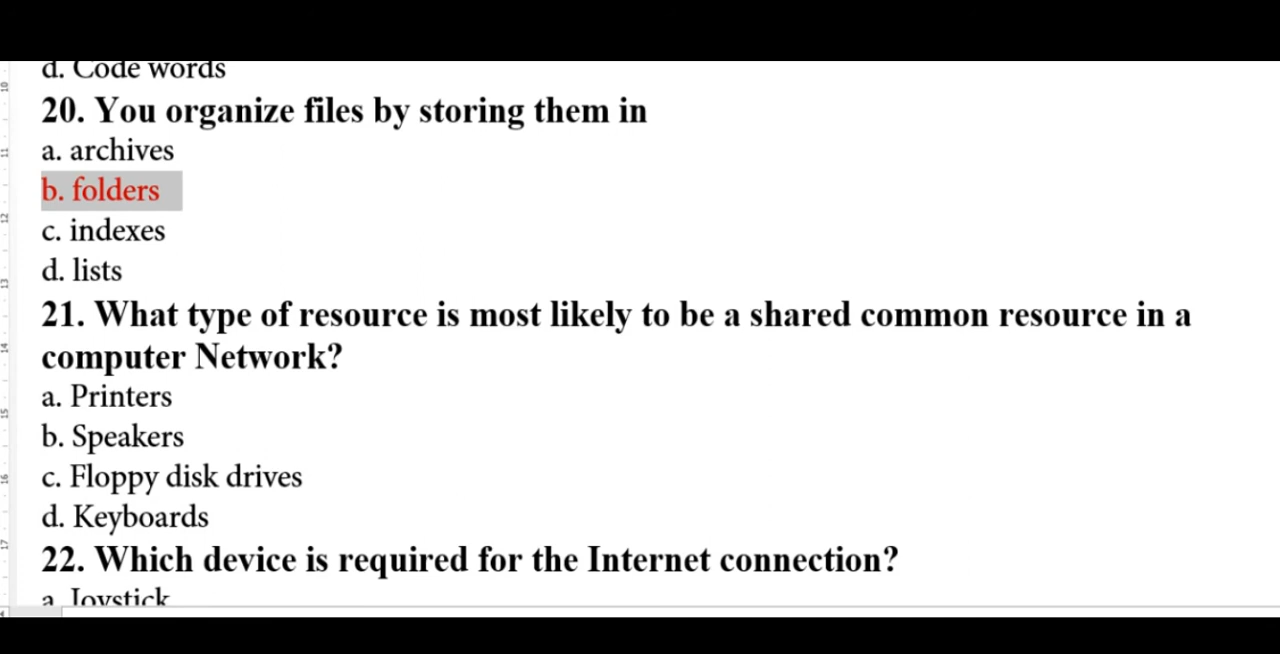 d. Code words
20. You organize files by storing them in
a. archives
b. folders
c. indexes
d. lists
21. What type of resource is most likely to be a shared common resource in a
computer Network?
a. Printers
b. Speakers
c. Floppy disk drives
d. Keyboards
22. Which device is required for the Internet connection?
a. Joystick